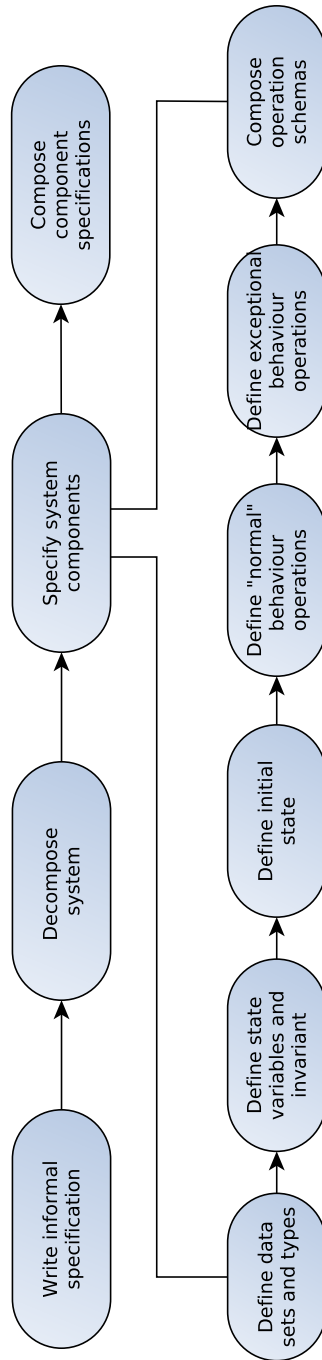 Write informal
specification
Decompose
system
Specify system
components
Compose
component
specifications
Define data
sets and types
Define state
variables and
invariant
Define initial
state
Define "normal"
behaviour
operations
Define exceptional
behaviour
operations
Compose
operation
schemas